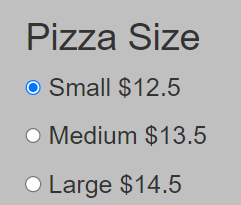 Pizza Size
Small $12.5
Medium $13.5
Large $14.5